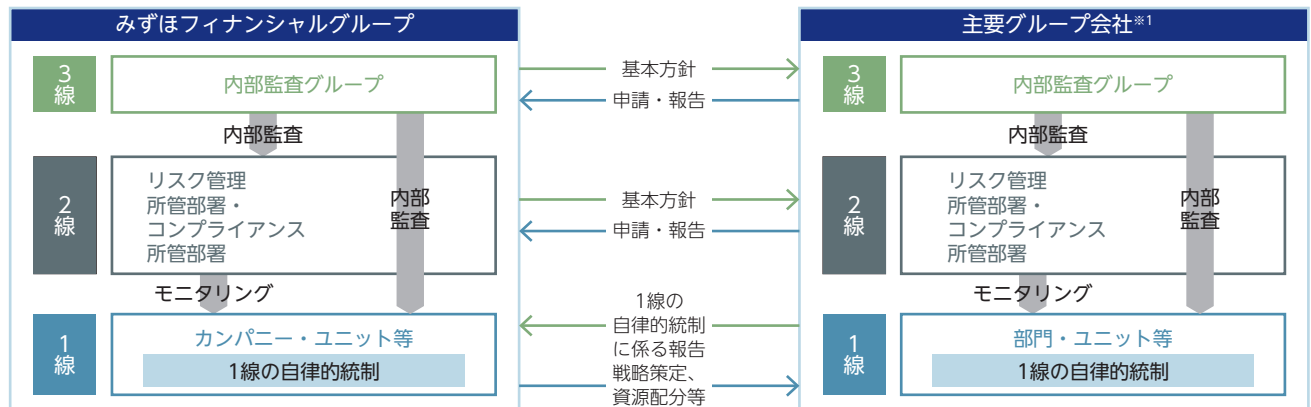 みずほフィナンシャルグループ
3線
内部監査グループ
内部監査
2線
リスク管理
所管部署・
コンプライアンス
所管部署
内部
監査
モニタリング
1線
カンパニー・ユニット等
1線の自律的統制
基本方針
申請・報告
基本方針
申請・報告
1線の
自律的統制
に係る報告
戦略策定、
資源配分等
主要グループ会社※1
3線
内部監査グループ
内部監査
2線
リスク管理
所管部署・
コンプライアンス
所管部署
内部
監査
モニタリング
1線
部門・ユニット等
1線の自律的統制